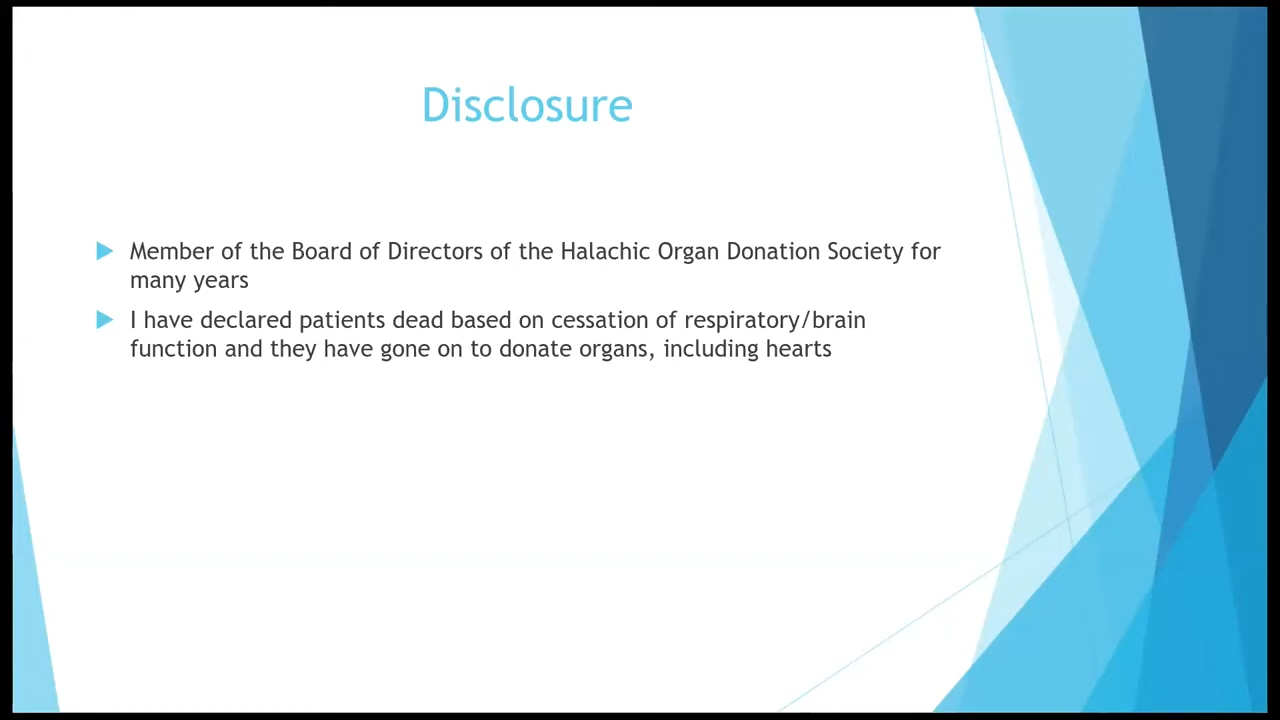 Disclosure
Member of the Board of Directors of the Halachic Organ Donation Society for
many years
I have declared patients dead based on cessation of respiratory/brain
function and they have gone on to donate organs, including hearts